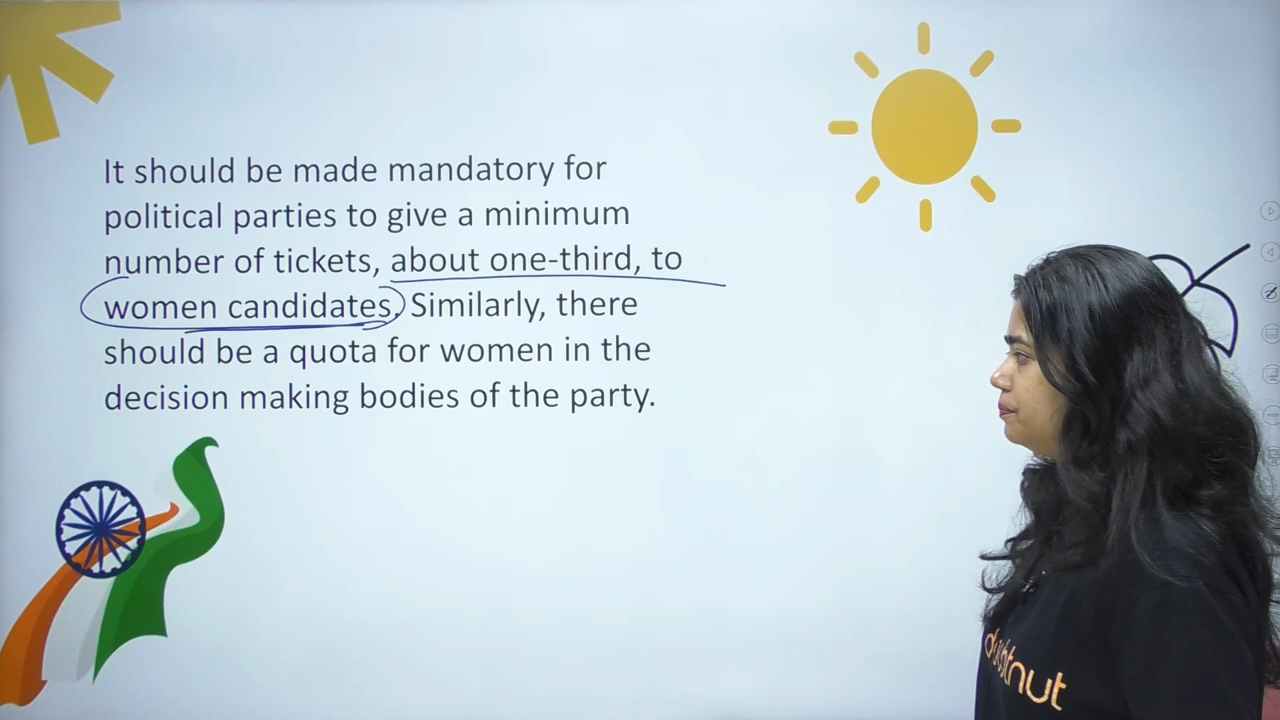 It should be made mandatory for
political parties to give a minimum
number of tickets, about one-third, to
women candidates. Similarly, there
should be a quota for women in the
decision making bodies of the party.
doubtnut